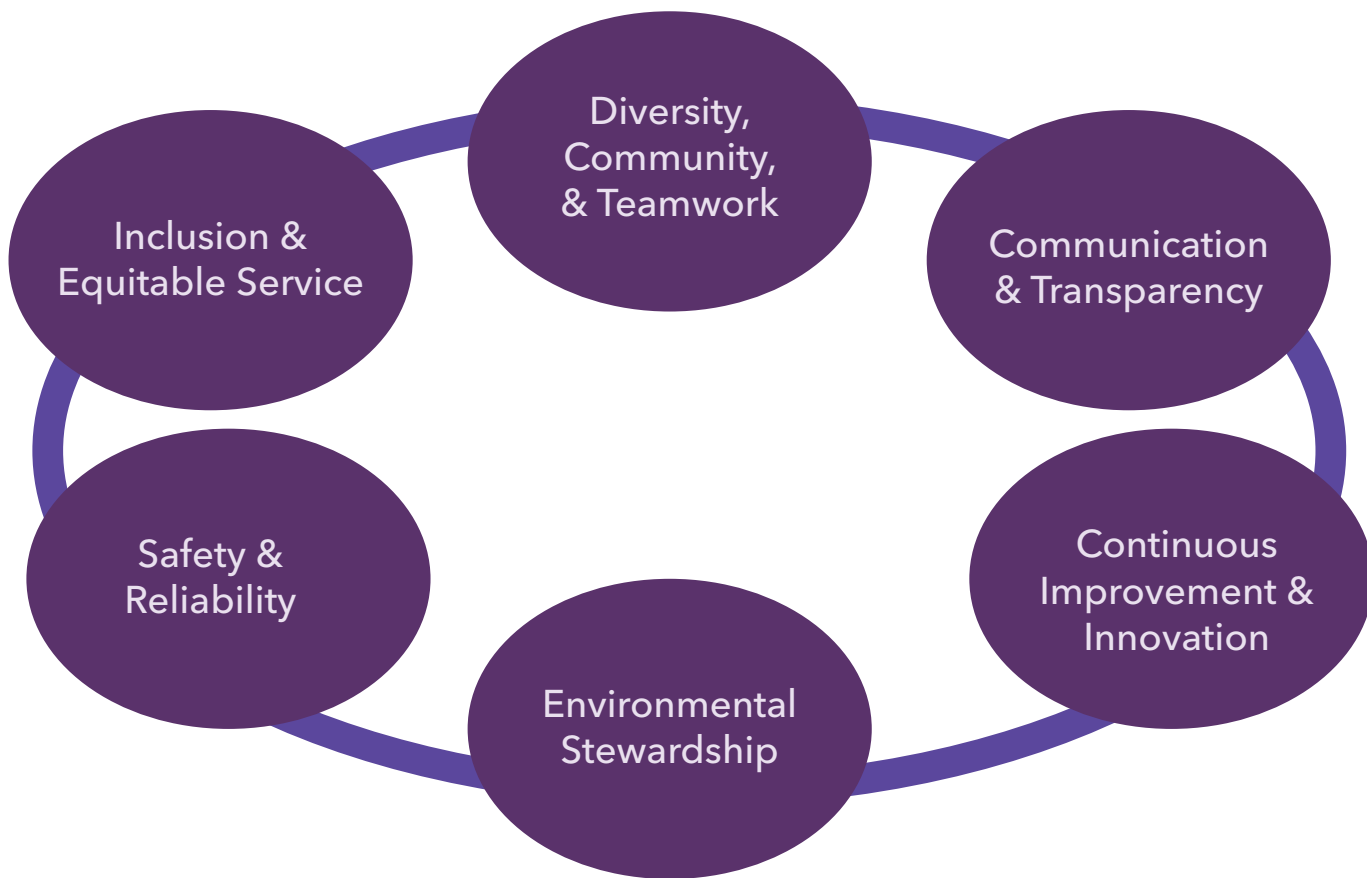 Diversity,
Community,
& Teamwork
Inclusion &
Equitable Service
Communication
& Transparency
Safety &
Reliability
Continuous
Improvement &
Innovation
Environmental
Stewardship